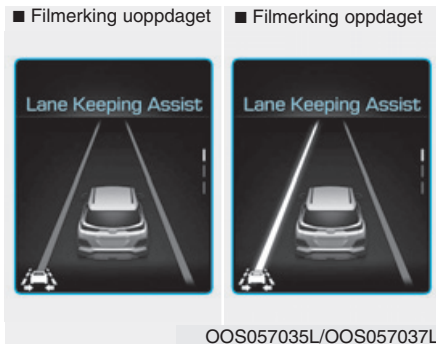 ■ Filmerking uoppdaget
■ Filmerking oppdaget
Lane Keeping Assist
Lane Keeping Assist
OOS057035L/OOS057037L